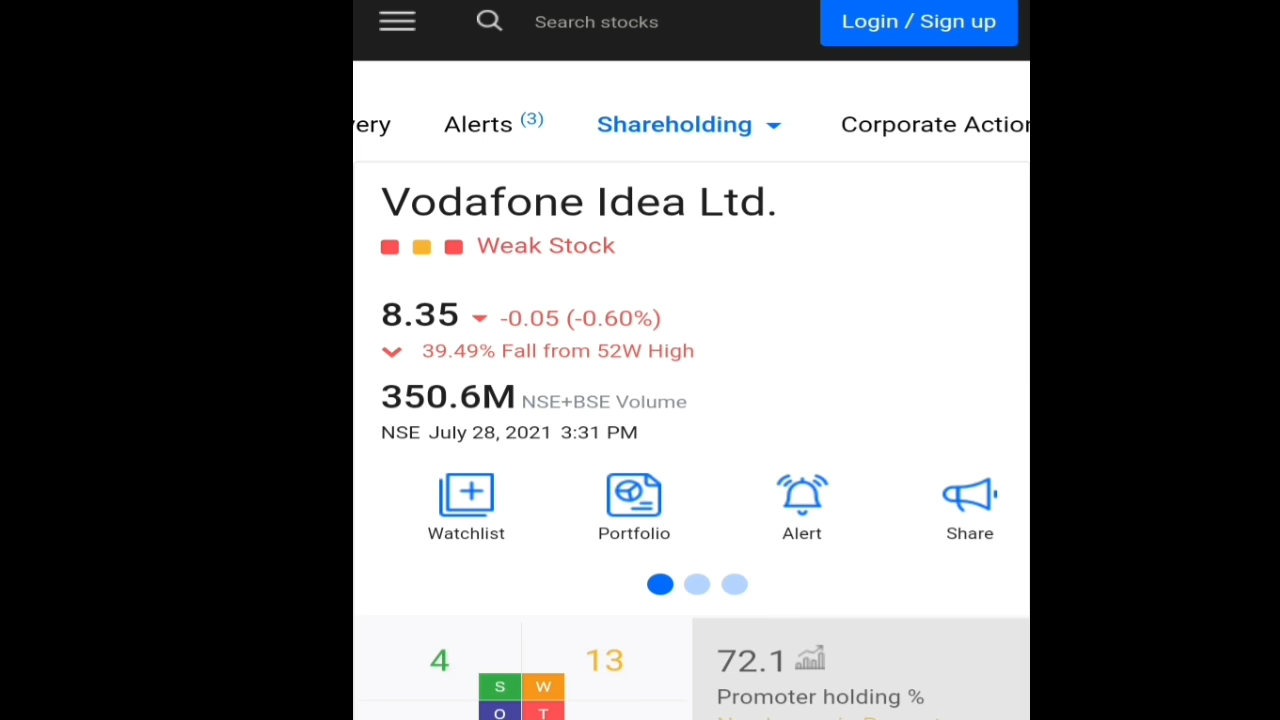 Search stocks Login / Sign up
very Alerts (3) Shareholding Corporate Action
Vodafone Idea Ltd.
Weak Stock
8.35 -0.05 (-0.60%)
39.49% Fall from 52W High
350.6M NSE+BSE Volume
NSE July 28, 2021 3:31 PM
Watchlist Portfolio Alert Share
4 13 72.1
S W
Promoter holding %
O T